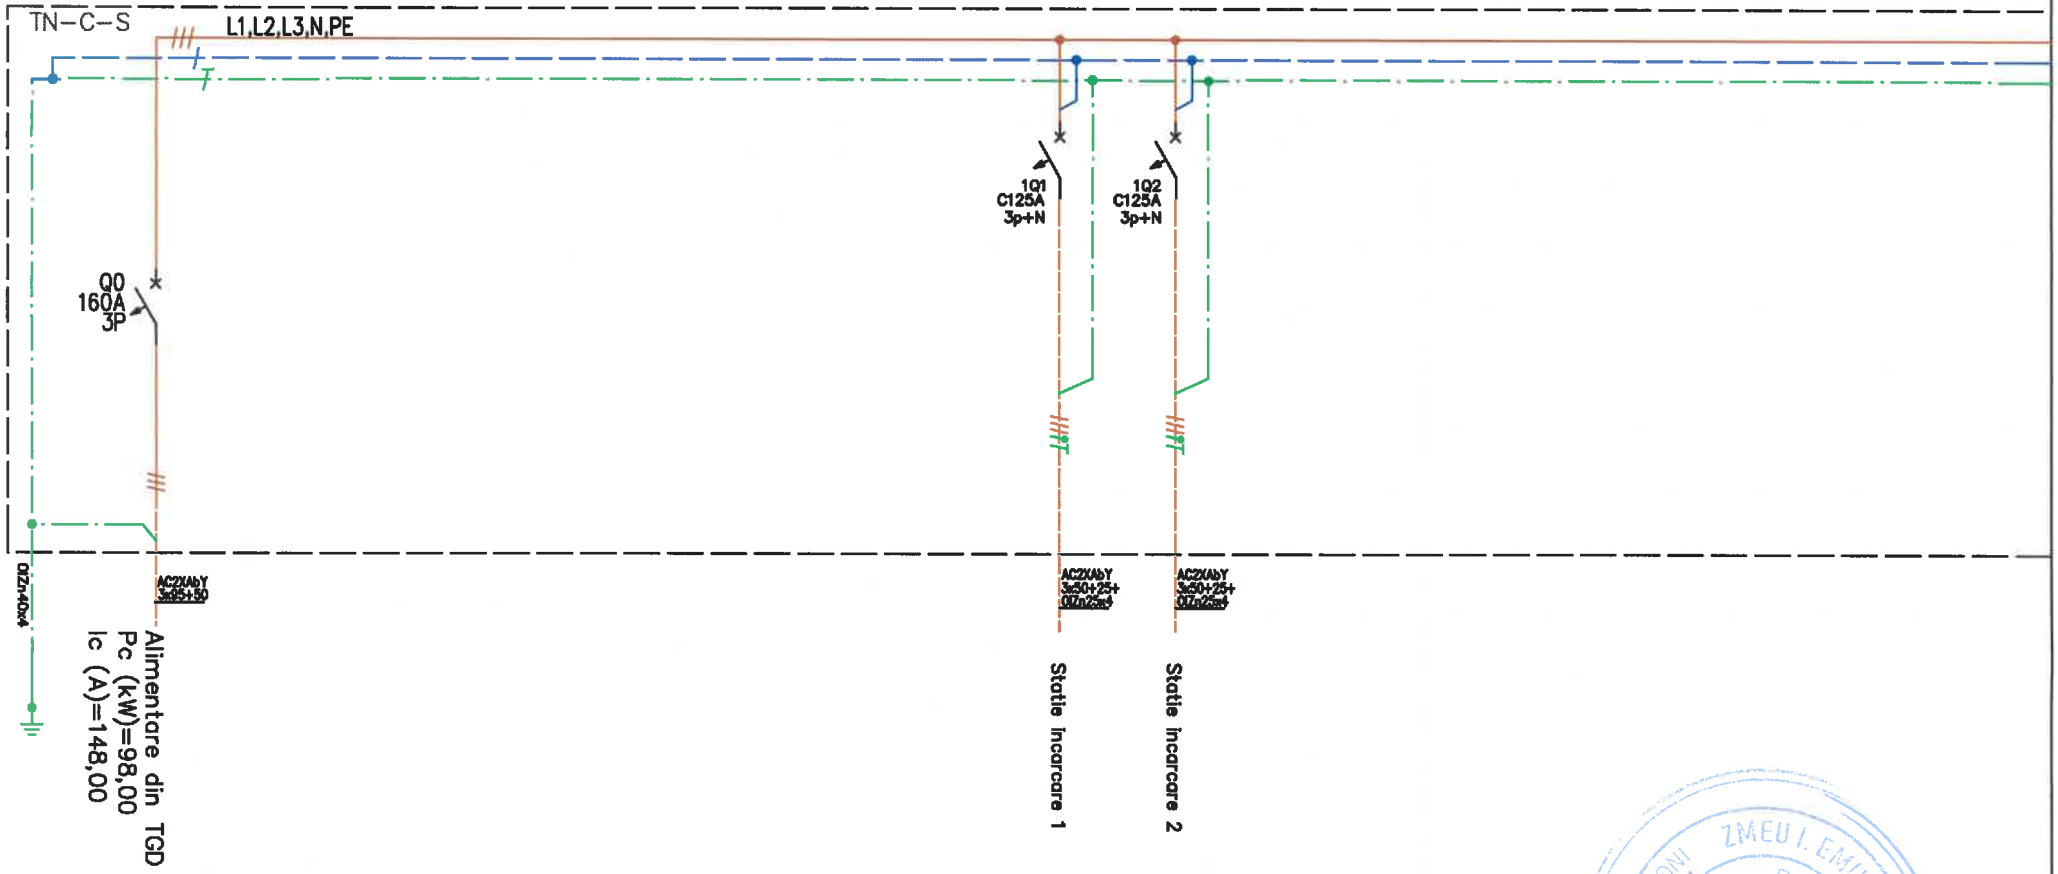 TN-C-S
L1,L2,L3,N,PE
Q0
160A
3P
1Q1
C125A
3p+N
1Q2
C125A
3p+N
OlZn40x4
AC2XAbY
3x95+50
AC2XAbY
3x50+25+
OlZn25x4
AC2XAbY
3x50+25+
OlZn25x4
Alimentare din TGD
Pc (kW)=98,00
Ic (A)=148,00
Statie incarcare 1
Statie incarcare 2
ZMEU I.